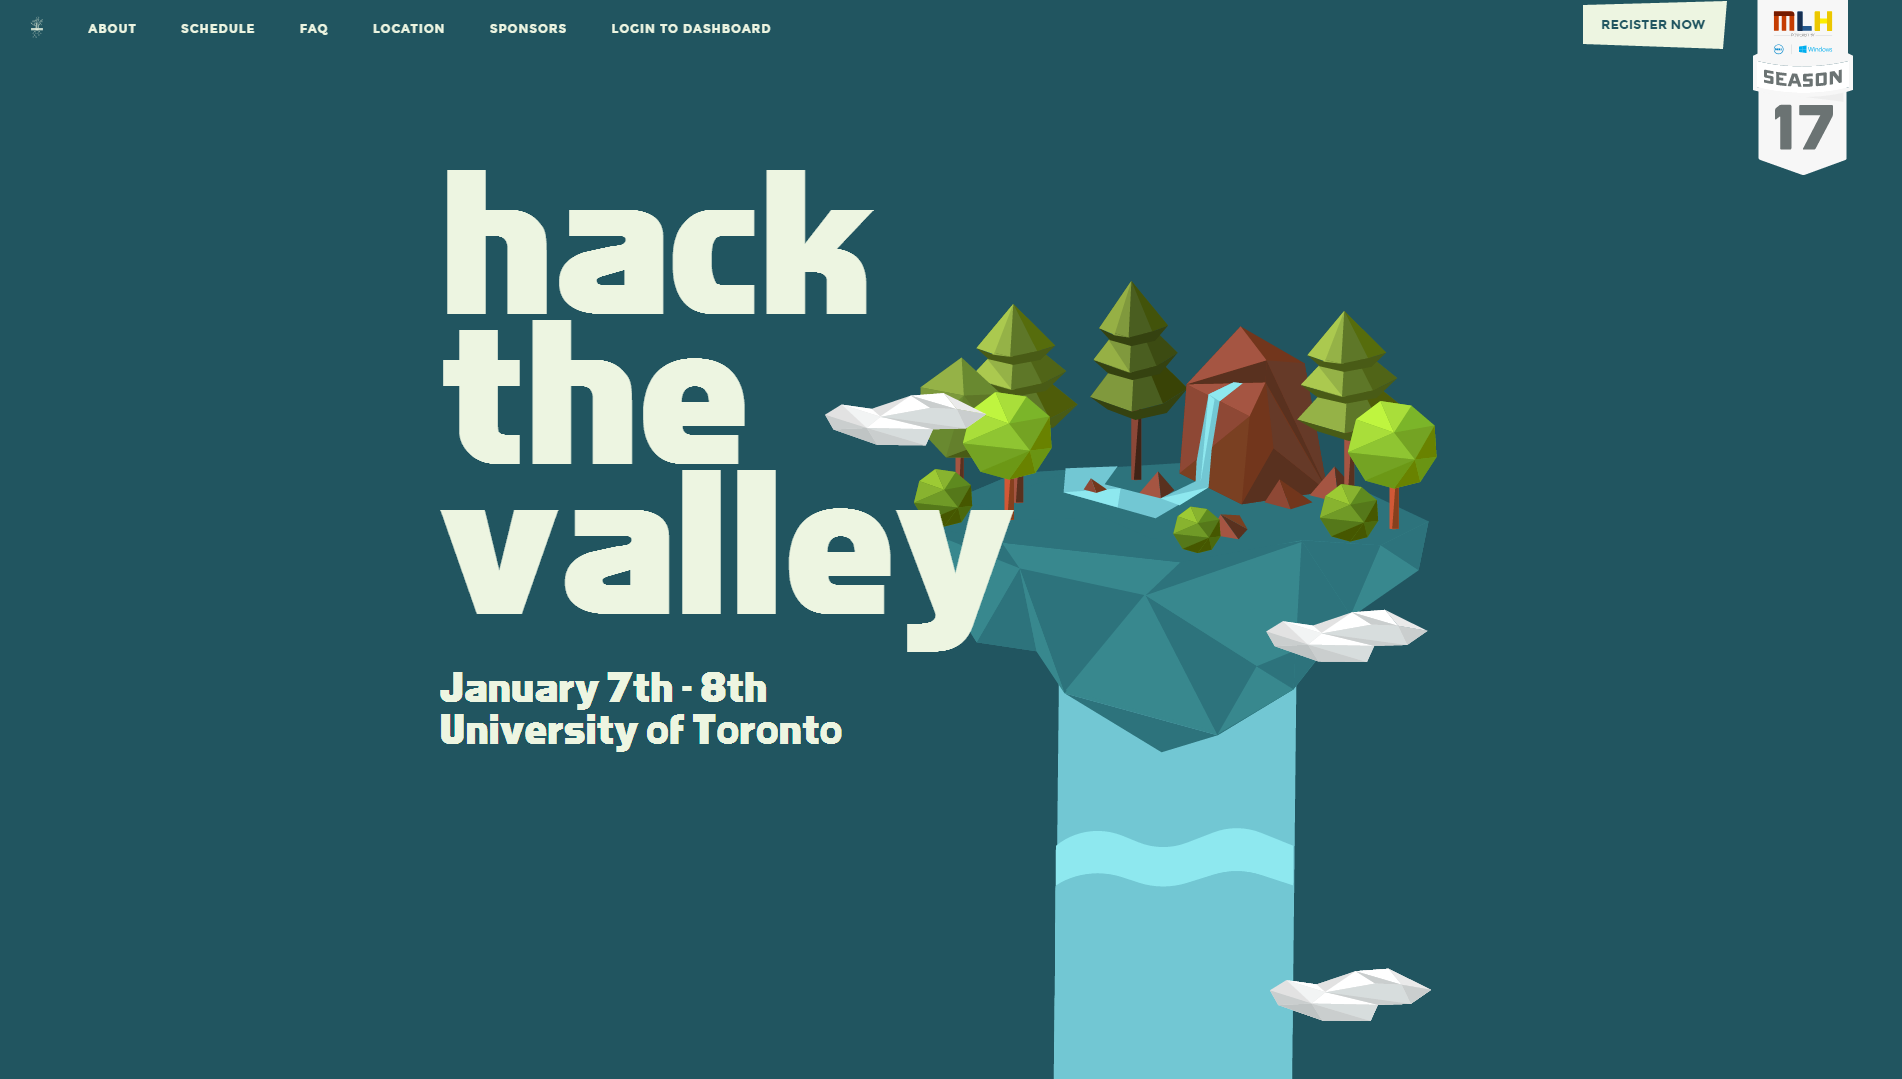 ABOUT
SCHEDULE
FAQ
LOCATION
SPONSORS
LOGIN TO DASHBOARD
REGISTER NOW
MLH
Windows
SEASON
17
hack
the
valley
January 7th - 8th
University of Toronto